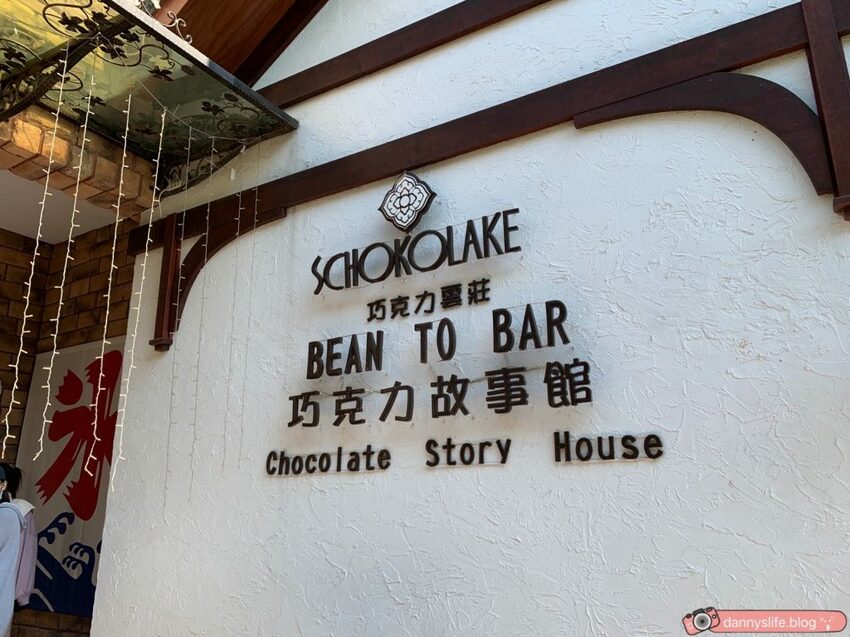 SCHOKOLAKE
巧克力雲莊
BEAN TO BAR
巧克力故事館
Chocolate Story House
氷
dannyslife.blog